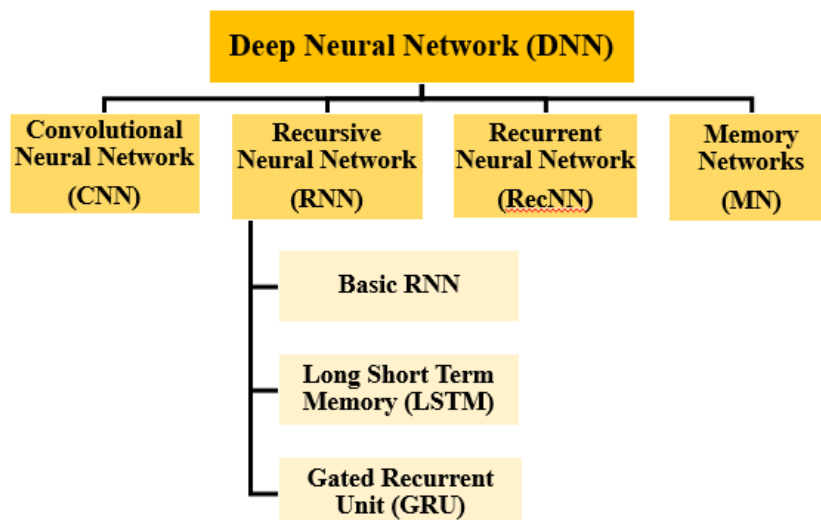 Deep Neural Network (DNN)
Convolutional
Neural Network
(CNN)
Recursive
Neural Network
(RNN)
Recurrent
Neural Network
(RecNN)
Memory
Networks
(MN)
Basic RNN
Long Short Term
Memory (LSTM)
Gated Recurrent
Unit (GRU)